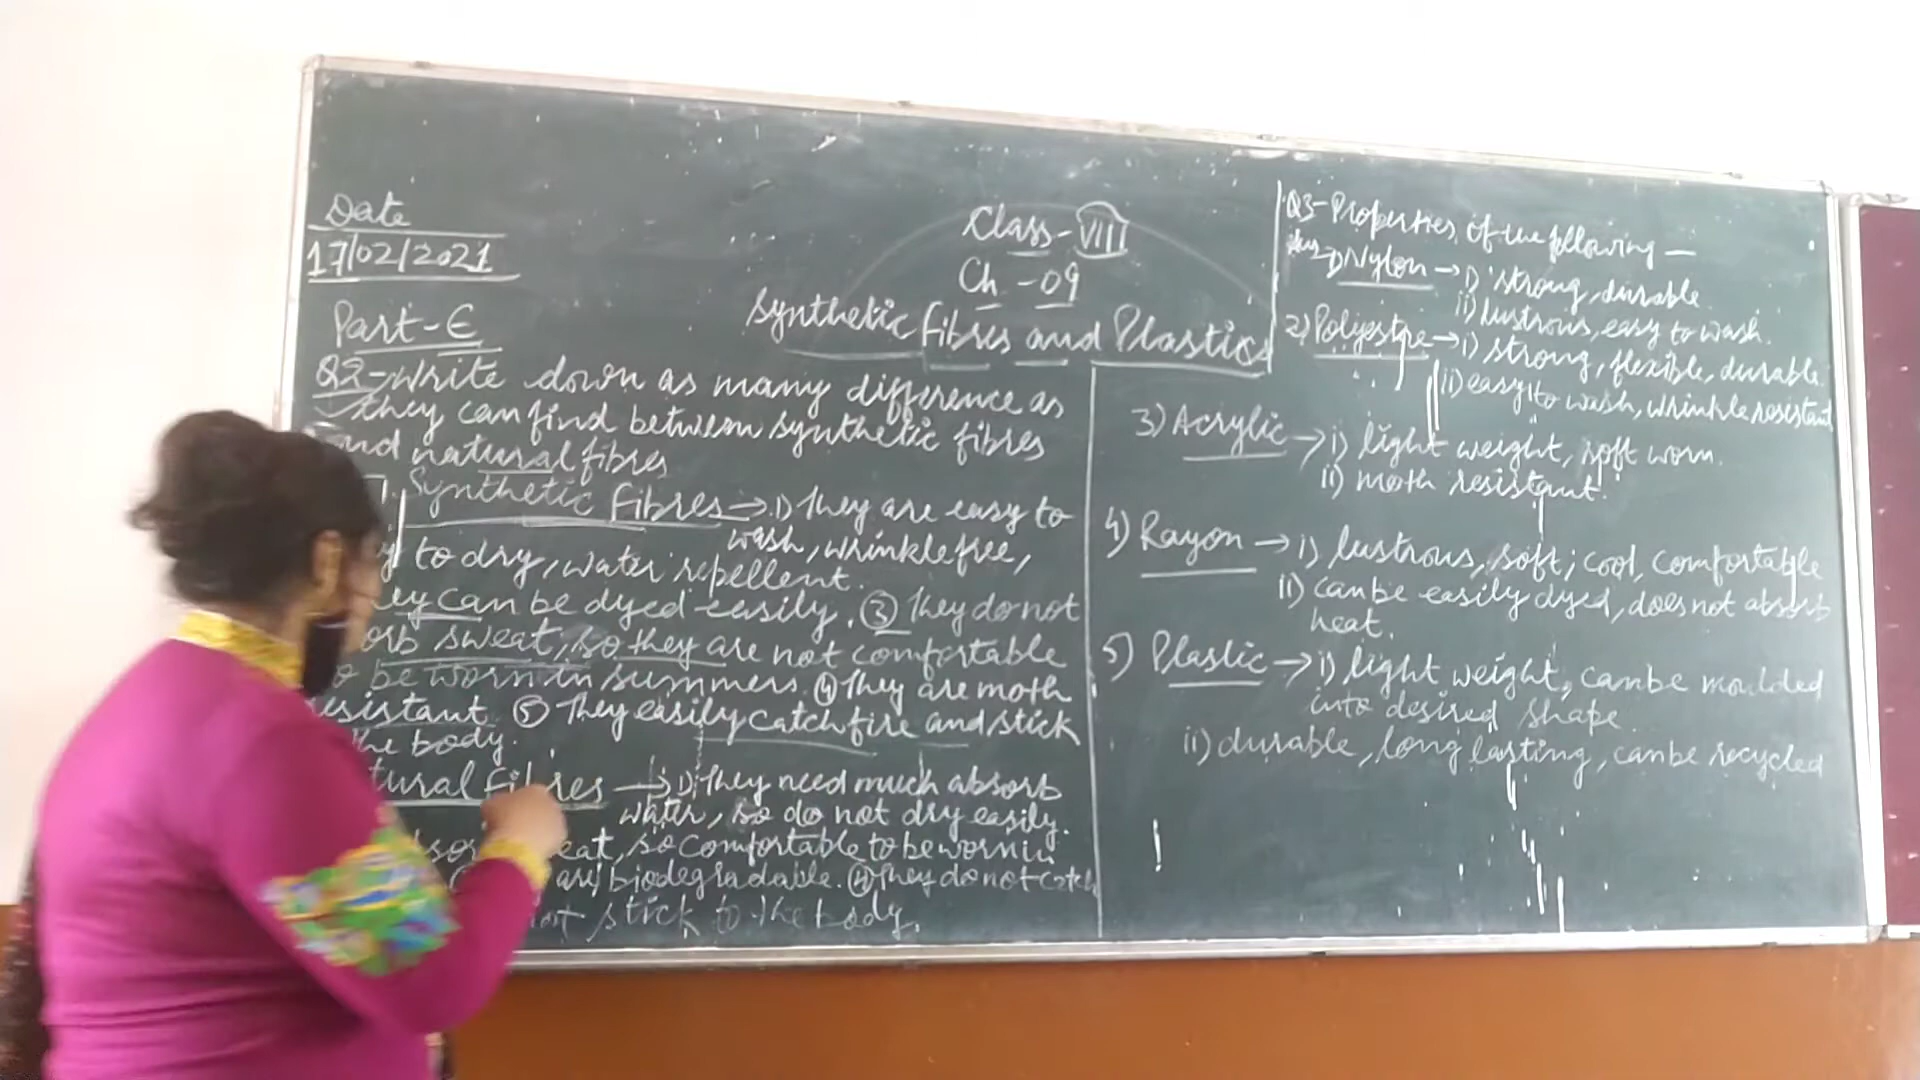 Date
17/02/2021
Class-VIII
Ch-09
Synthetic Fibres and Plastics
Part-E
Q2-Write down as many difference as
they can find between synthetic fibres
and natural fibres
Synthetic Fibres → 1) They are easy to
wash, wrinklefree,
to dry, water repellent.
can be dyed easily. ③ They do not
sweat, so they are not comfortable
be worn in summers. ④ They are moth
resistant. ⑤ They easily catch fire and stick
the body.
Fibres → 1) They need much absorb
water, so do not dry easily.
so comfortable to be worn in
are biodegradable. ④ They do not catch
stick to the body.
Q3-Properties of the following —
1) Nylon → i) strong, durable
ii) lustrous, easy to wash.
2) Polyestre → i) strong, flexible, durable.
ii) easy to wash, wrinkle resistant
3) Acrylic → i) light weight, soft worn.
ii) moth resistant.
4) Rayon → i) lustrous, soft, cool, comfortable
ii) can be easily dyed, does not absorb
heat.
5) Plastic → i) light weight, can be moulded
into desired shape
ii) durable, long lasting, can be recycled